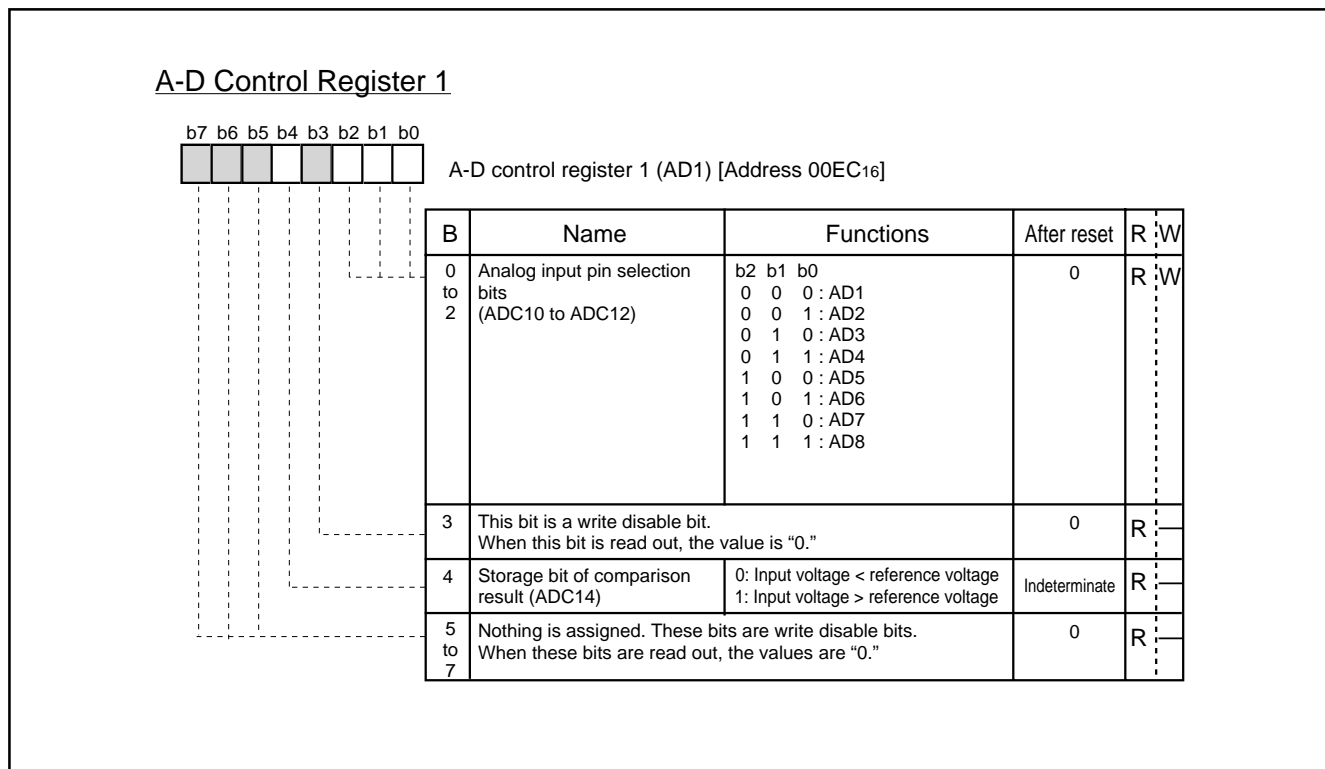 A-D Control Register 1
b7 b6 b5 b4 b3 b2 b1 b0
A-D control register 1 (AD1) [Address 00EC16]
B Name Functions After reset R W
0 to 2 Analog input pin selection bits (ADC10 to ADC12) 0 R W
b2 b1 b0
0 0 0 : AD1
0 0 1 : AD2
0 1 0 : AD3
0 1 1 : AD4
1 0 0 : AD5
1 0 1 : AD6
1 1 0 : AD7
1 1 1 : AD8
3 This bit is a write disable bit. 0 R —
When this bit is read out, the value is “0.”
4 Storage bit of comparison result (ADC14) Indeterminate R —
0: Input voltage < reference voltage
1: Input voltage > reference voltage
5 to 7 Nothing is assigned. These bits are write disable bits. 0 R —
When these bits are read out, the values are “0.”